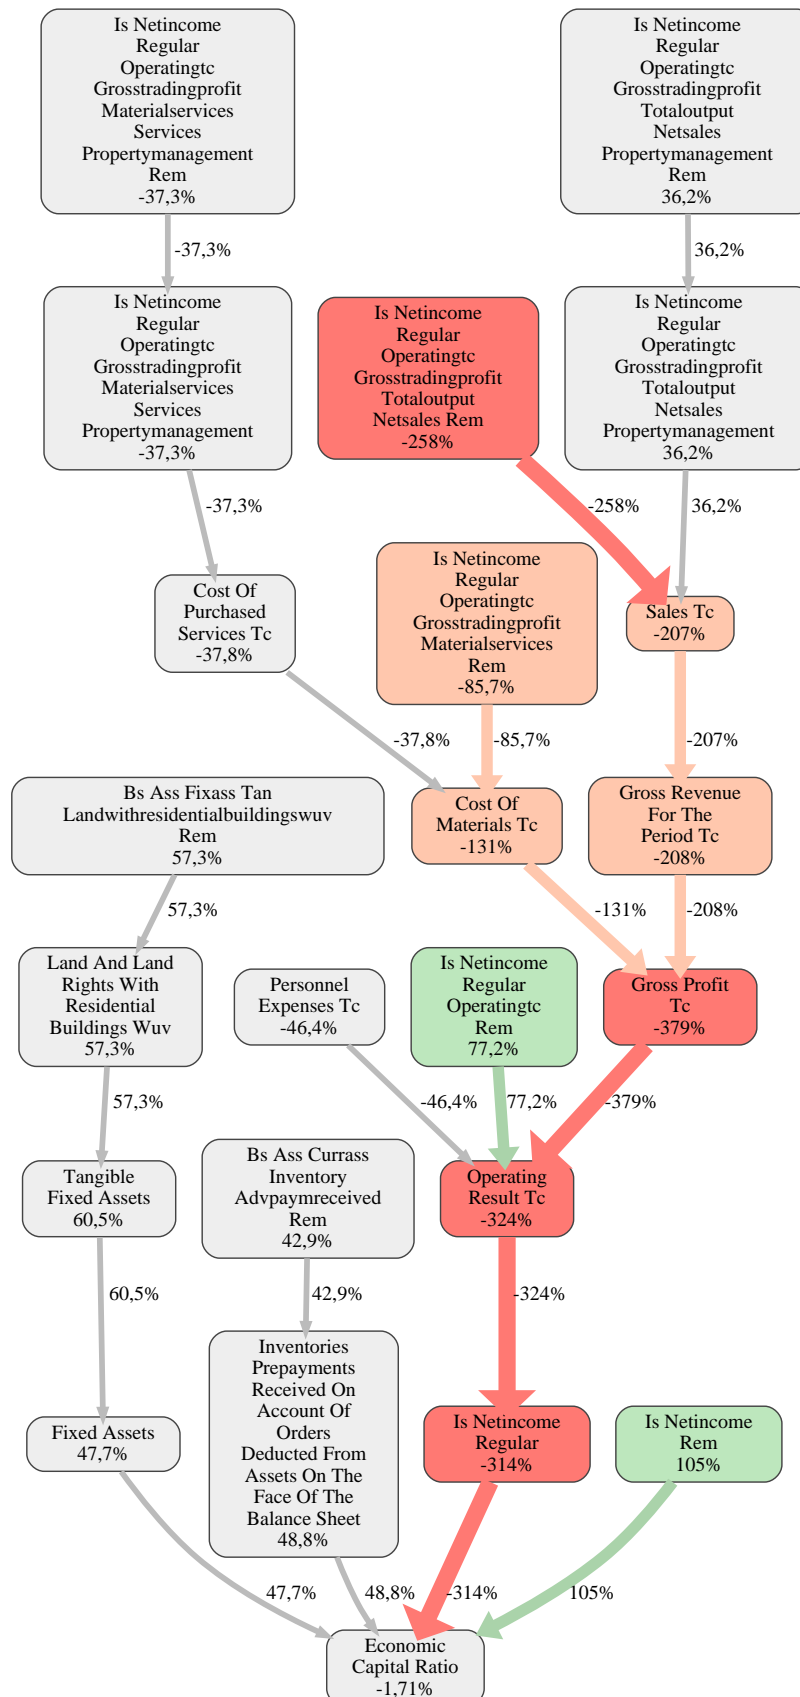 Is Netincome
Regular
Operatingtc
Grosstradingprofit
Materialservices
Services
Propertymanagement
Rem
-37,3%
Is Netincome
Regular
Operatingtc
Grosstradingprofit
Totaloutput
Netsales
Propertymanagement
Rem
36,2%
-37,3%
36,2%
Is Netincome
Regular
Operatingtc
Grosstradingprofit
Materialservices
Services
Propertymanagement
-37,3%
Is Netincome
Regular
Operatingtc
Grosstradingprofit
Totaloutput
Netsales Rem
-258%
Is Netincome
Regular
Operatingtc
Grosstradingprofit
Totaloutput
Netsales
Propertymanagement
36,2%
-37,3%
-258%
36,2%
Cost Of
Purchased
Services Tc
-37,8%
Is Netincome
Regular
Operatingtc
Grosstradingprofit
Materialservices
Rem
-85,7%
Sales Tc
-207%
-37,8%
-85,7%
-207%
Bs Ass Fixass Tan
Landwithresidentialbuildingswuv
Rem
57,3%
Cost Of
Materials Tc
-131%
Gross Revenue
For The
Period Tc
-208%
57,3%
-131%
-208%
Land And Land
Rights With
Residential
Buildings Wuv
57,3%
Personnel
Expenses Tc
-46,4%
Is Netincome
Regular
Operatingtc
Rem
77,2%
Gross Profit
Tc
-379%
57,3%
-46,4%
77,2%
-379%
Tangible
Fixed Assets
60,5%
Bs Ass Currass
Inventory
Advpaymreceived
Rem
42,9%
Operating
Result Tc
-324%
60,5%
42,9%
-324%
Fixed Assets
47,7%
Inventories
Prepayments
Received On
Account Of
Orders
Deducted From
Assets On The
Face Of The
Balance Sheet
48,8%
Is Netincome
Regular
-314%
Is Netincome
Rem
105%
47,7%
48,8%
-314%
105%
Economic
Capital Ratio
-1,71%